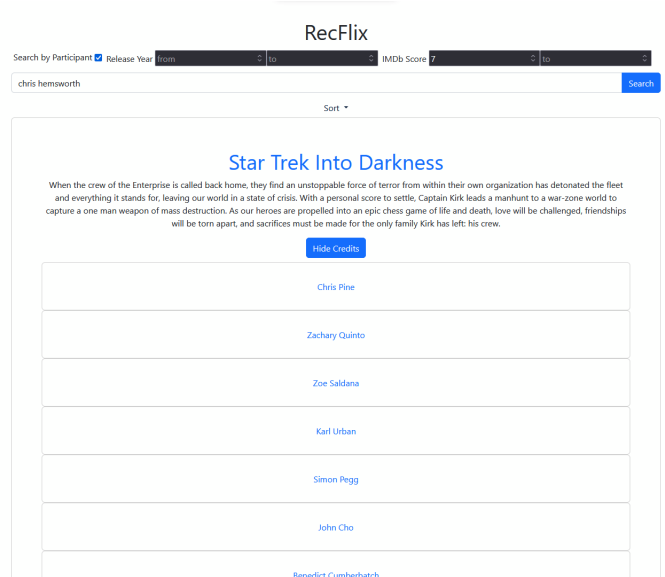 RecFlix
Search by Participant Release Year from to IMDb Score 7 to
chris hemsworth Search
Sort
Star Trek Into Darkness
When the crew of the Enterprise is called back home, they find an unstoppable force of terror from within their own organization has detonated the fleet
and everything it stands for, leaving our world in a state of crisis. With a personal score to settle, Captain Kirk leads a manhunt to a war-zone world to
capture a one man weapon of mass destruction. As our heroes are propelled into an epic chess game of life and death, love will be challenged, friendships
will be torn apart, and sacrifices must be made for the only family Kirk has left: his crew.
Hide Credits
Chris Pine
Zachary Quinto
Zoe Saldana
Karl Urban
Simon Pegg
John Cho
Benedict Cumberbatch